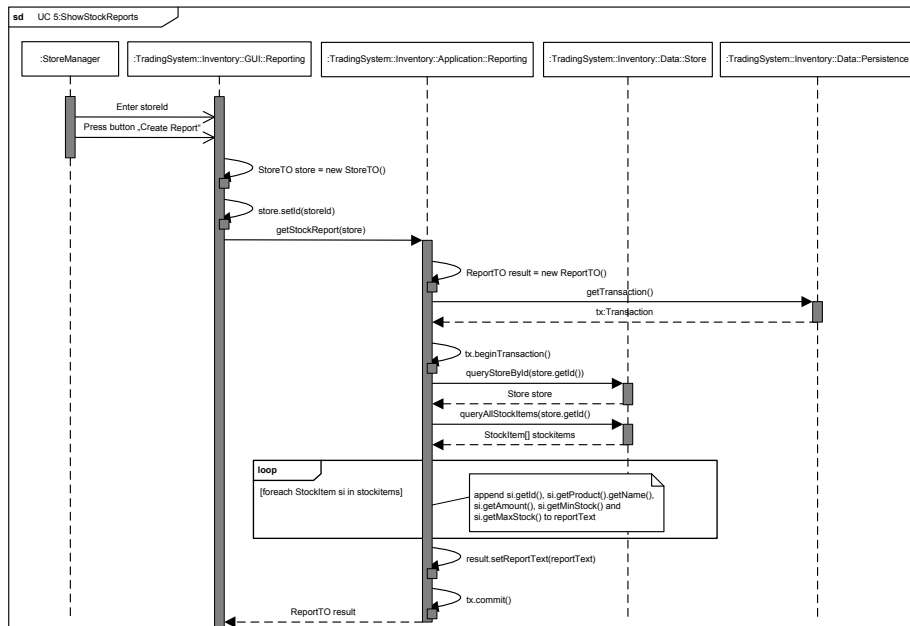 sd UC 5:ShowStockReports
:StoreManager
:TradingSystem::Inventory::GUI::Reporting
:TradingSystem::Inventory::Application::Reporting
:TradingSystem::Inventory::Data::Store
:TradingSystem::Inventory::Data::Persistence
Enter storeId
Press button „Create Report“
StoreTO store = new StoreTO()
store.setId(storeId)
getStockReport(store)
ReportTO result = new ReportTO()
getTransaction()
tx:Transaction
tx.beginTransaction()
queryStoreById(store.getId())
Store store
queryAllStockItems(store.getId()
StockItem[] stockitems
loop
[foreach StockItem si in stockitems]
append si.getId(), si.getProduct().getName(),
si.getAmount(), si.getMinStock() and
si.getMaxStock() to reportText
result.setReportText(reportText)
tx.commit()
ReportTO result